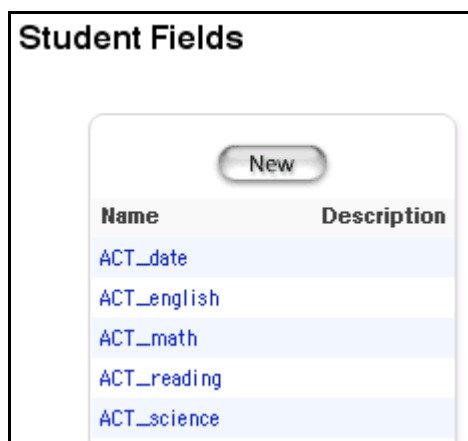 Student Fields
New
Name Description
ACT_date
ACT_english
ACT_math
ACT_reading
ACT_science